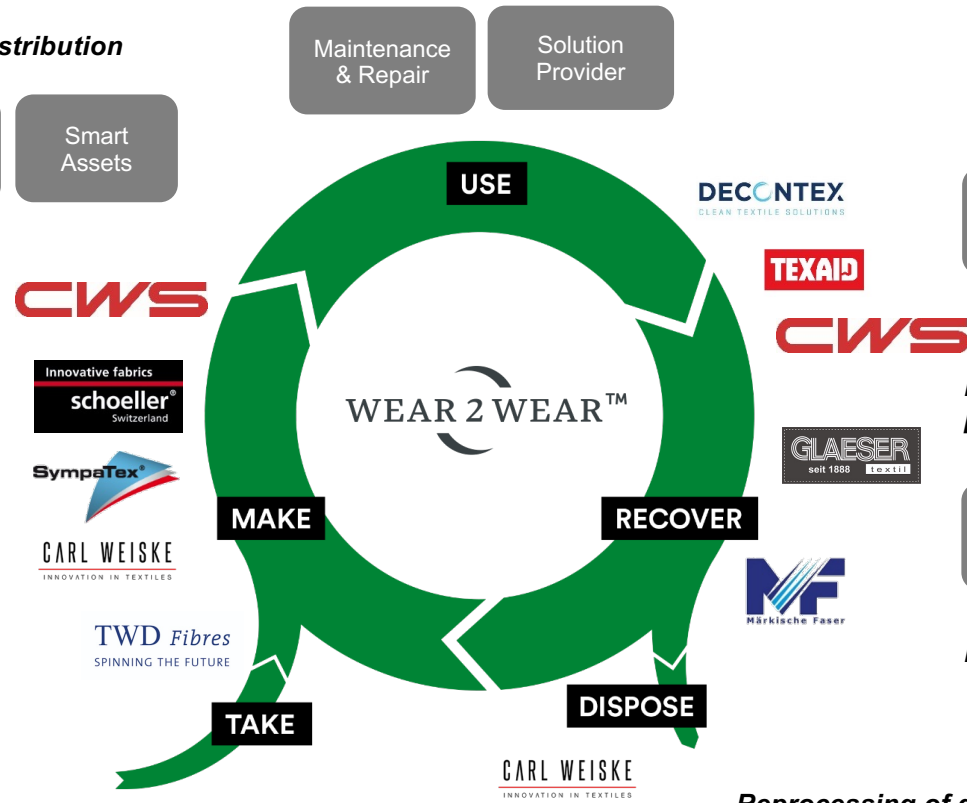 stribution
Maintenance
& Repair
Solution
Provider
Smart
Assets
USE
DECONTEX
CLEAN TEXTILE SOLUTIONS
TEXAID
CWS
CWS
Innovative fabrics
schoeller®
Switzerland
WEAR 2 WEAR™
GLAESER
seit 1888 textil
SympaTex®
MAKE
RECOVER
CARL WEISKE
INNOVATION IN TEXTILES
MF
Märkische Faser
TWD Fibres
SPINNING THE FUTURE
TAKE
DISPOSE
CARL WEISKE
INNOVATION IN TEXTILES
Reprocessing of